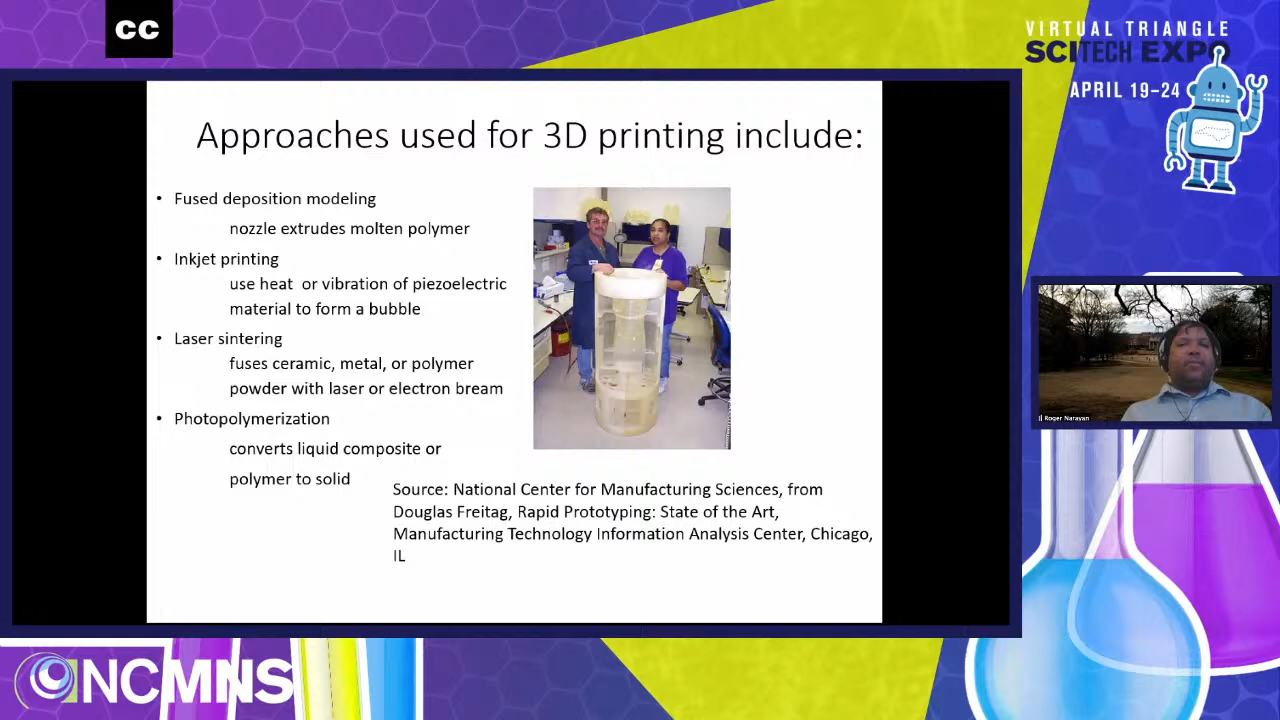 CC
VIRTUAL TRIANGLE
SCITECH EXPO
APRIL 19–24
Approaches used for 3D printing include:
• Fused deposition modeling
nozzle extrudes molten polymer
• Inkjet printing
use heat or vibration of piezoelectric
material to form a bubble
• Laser sintering
fuses ceramic, metal, or polymer
powder with laser or electron bream
• Photopolymerization
converts liquid composite or
polymer to solid
Source: National Center for Manufacturing Sciences, from
Douglas Freitag, Rapid Prototyping: State of the Art,
Manufacturing Technology Information Analysis Center, Chicago,
IL
Roger Narayan
NCMNS